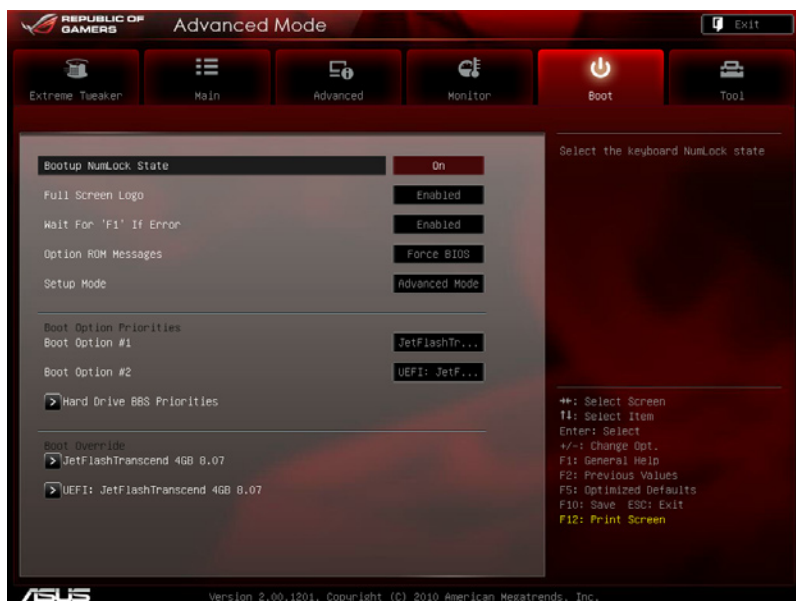 REPUBLIC OF
GAMERS
Advanced Mode
Exit
Extreme Tweaker
Main
Advanced
Monitor
Boot
Tool
Bootup NumLock State
On
Full Screen Logo
Enabled
Wait For 'F1' If Error
Enabled
Option ROM Messages
Force BIOS
Setup Mode
Advanced Mode
Boot Option Priorities
Boot Option #1
JetFlashTr...
Boot Option #2
UEFI: JetF...
> Hard Drive BBS Priorities
Boot Override
> JetFlashTranscend 4GB 8.07
> UEFI: JetFlashTranscend 4GB 8.07
Select the keyboard NumLock state
→←: Select Screen
↑↓: Select Item
Enter: Select
+/-: Change Opt.
F1: General Help
F2: Previous Values
F5: Optimized Defaults
F10: Save ESC: Exit
F12: Print Screen
ASUS
Version 2.00.1201. Copyright (C) 2010 American Megatrends, Inc.